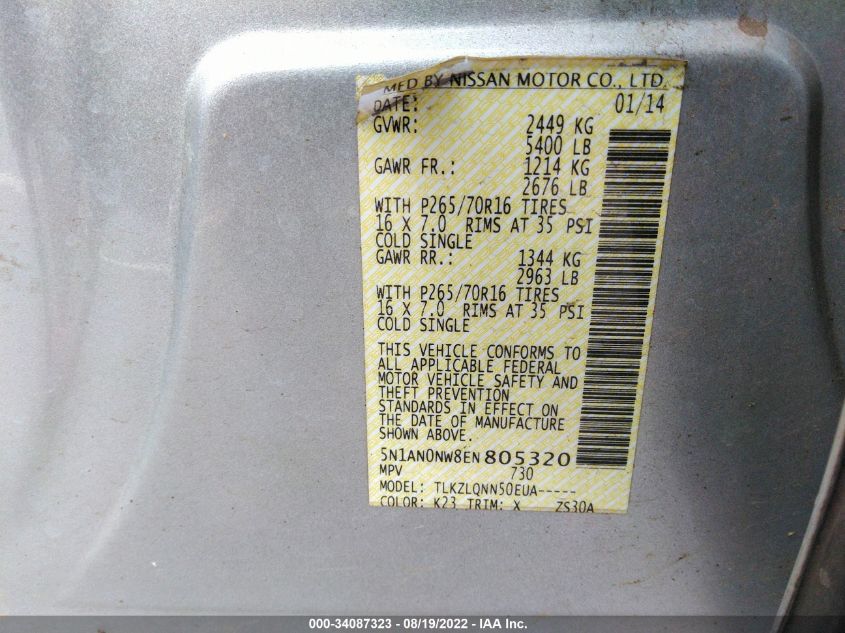 MFD BY NISSAN MOTOR CO., LTD.
DATE: 01/14
GVWR: 2449 KG
5400 LB
GAWR FR.: 1214 KG
2676 LB
WITH P265/70R16 TIRES
16 X 7.0 RIMS AT 35 PSI
COLD SINGLE
GAWR RR.: 1344 KG
2963 LB
WITH P265/70R16 TIRES
16 X 7.0 RIMS AT 35 PSI
COLD SINGLE
THIS VEHICLE CONFORMS TO
ALL APPLICABLE FEDERAL
MOTOR VEHICLE SAFETY AND
THEFT PREVENTION
STANDARDS IN EFFECT ON
THE DATE OF MANUFACTURE
SHOWN ABOVE.
5N1AN0NW8EN805320
MPV 730
MODEL: TLKZLQNN50EUA-----
COLOR: K23 TRIM: X ZS30A
000-34087323 - 08/19/2022 - IAA Inc.